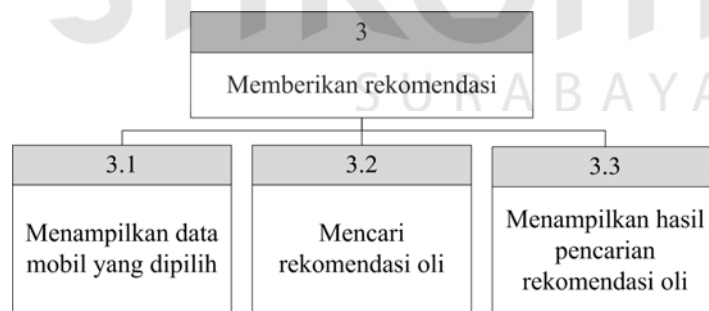 SURABAYA
3
Memberikan rekomendasi
3.1
Menampilkan data
mobil yang dipilih
3.2
Mencari
rekomendasi oli
3.3
Menampilkan hasil
pencarian
rekomendasi oli